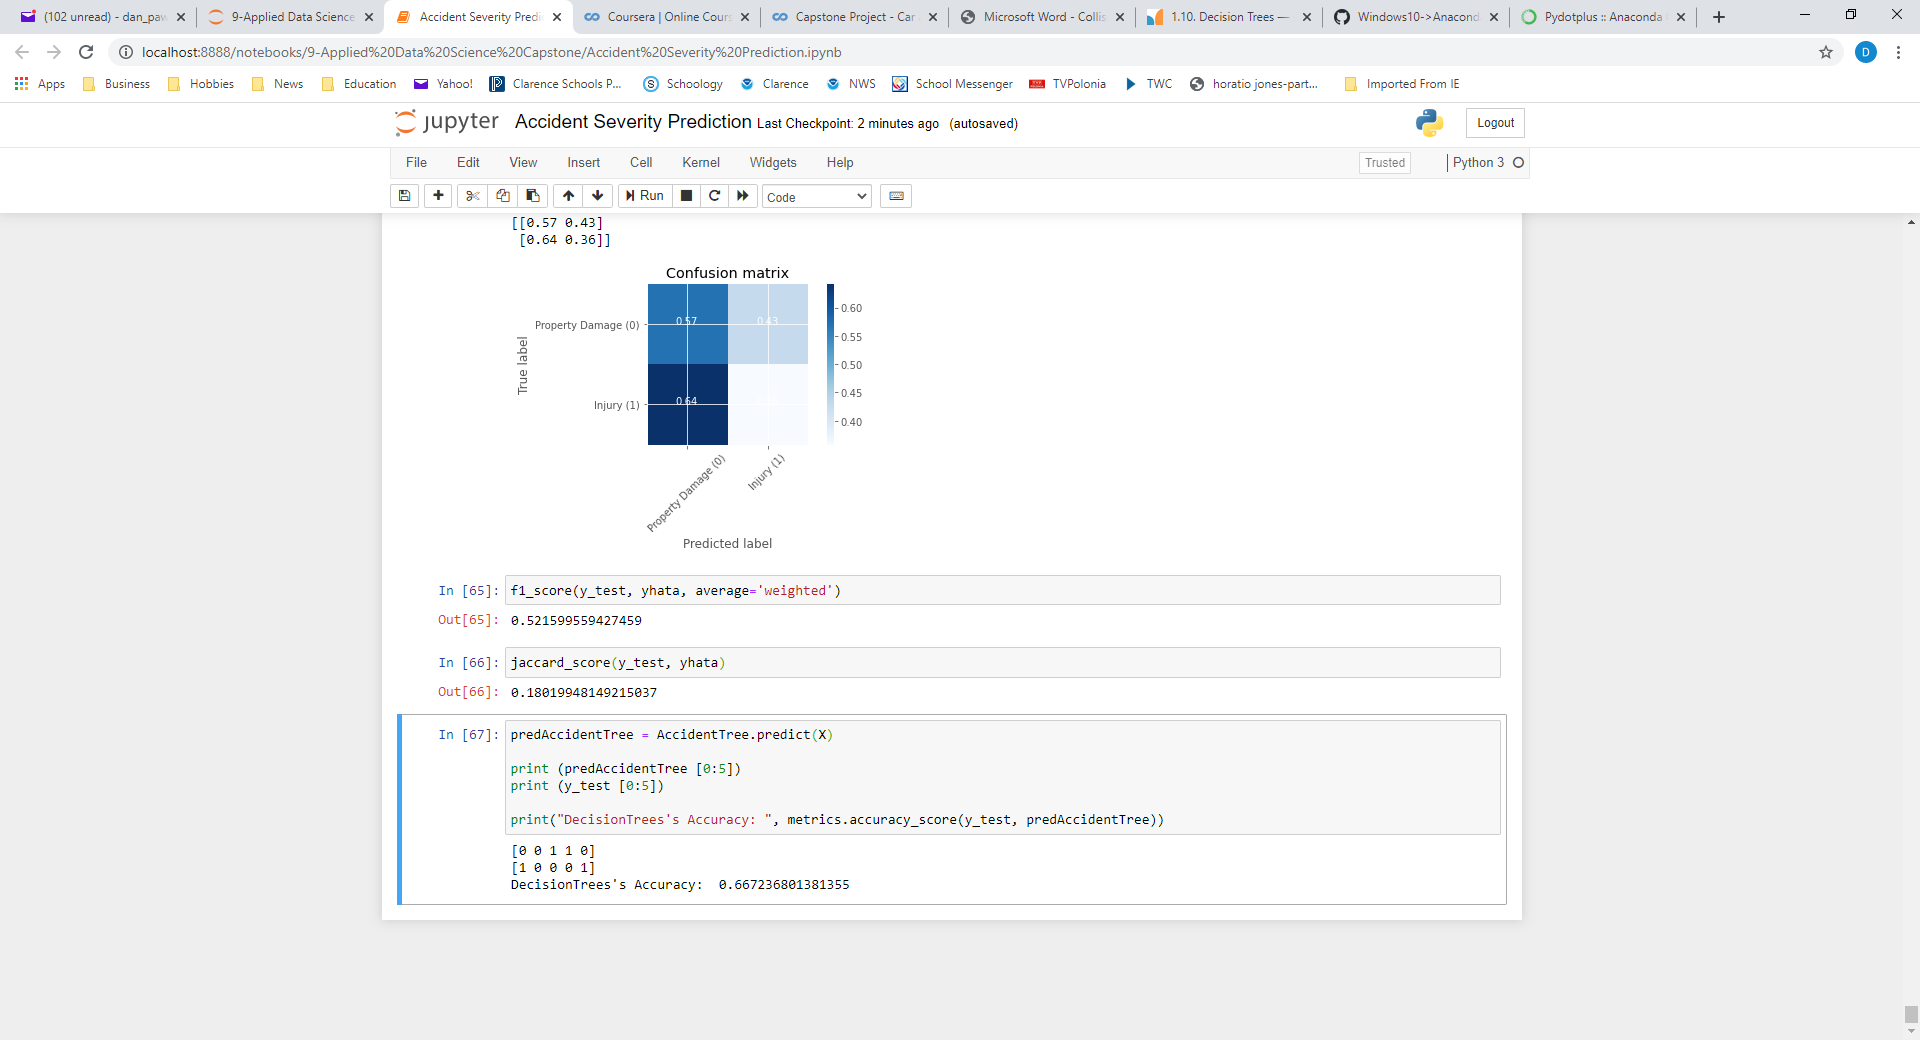 (102 unread) - dan_paw
9-Applied Data Science
Accident Severity Predi
Coursera | Online Cours
Capstone Project - Car
Microsoft Word - Collis
1.10. Decision Trees —
Windows10->Anacond
Pydotplus :: Anaconda
localhost:8888/notebooks/9-Applied%20Data%20Science%20Capstone/Accident%20Severity%20Prediction.ipynb
D
Apps
Business
Hobbies
News
Education
Yahoo!
Clarence Schools P...
Schoology
Clarence
NWS
School Messenger
TVPolonia
TWC
horatio jones-part...
Imported From IE
jupyter
Accident Severity Prediction Last Checkpoint: 2 minutes ago (autosaved)
Logout
File Edit View Insert Cell Kernel Widgets Help
Trusted
Python 3
Run
Code
[[0.57 0.43]
[0.64 0.36]]
Confusion matrix
True label
Property Damage (0)
Injury (1)
0.57
0.43
0.64
0.60
0.55
0.50
0.45
0.40
Property Damage (0)
Injury (1)
Predicted label
In [65]: f1_score(y_test, yhata, average='weighted')
Out[65]: 0.521599559427459
In [66]: jaccard_score(y_test, yhata)
Out[66]: 0.18019948149215037
In [67]: predAccidentTree = AccidentTree.predict(X)
print (predAccidentTree [0:5])
print (y_test [0:5])
print("DecisionTrees's Accuracy: ", metrics.accuracy_score(y_test, predAccidentTree))
[0 0 1 1 0]
[1 0 0 0 1]
DecisionTrees's Accuracy:  0.667236801381355